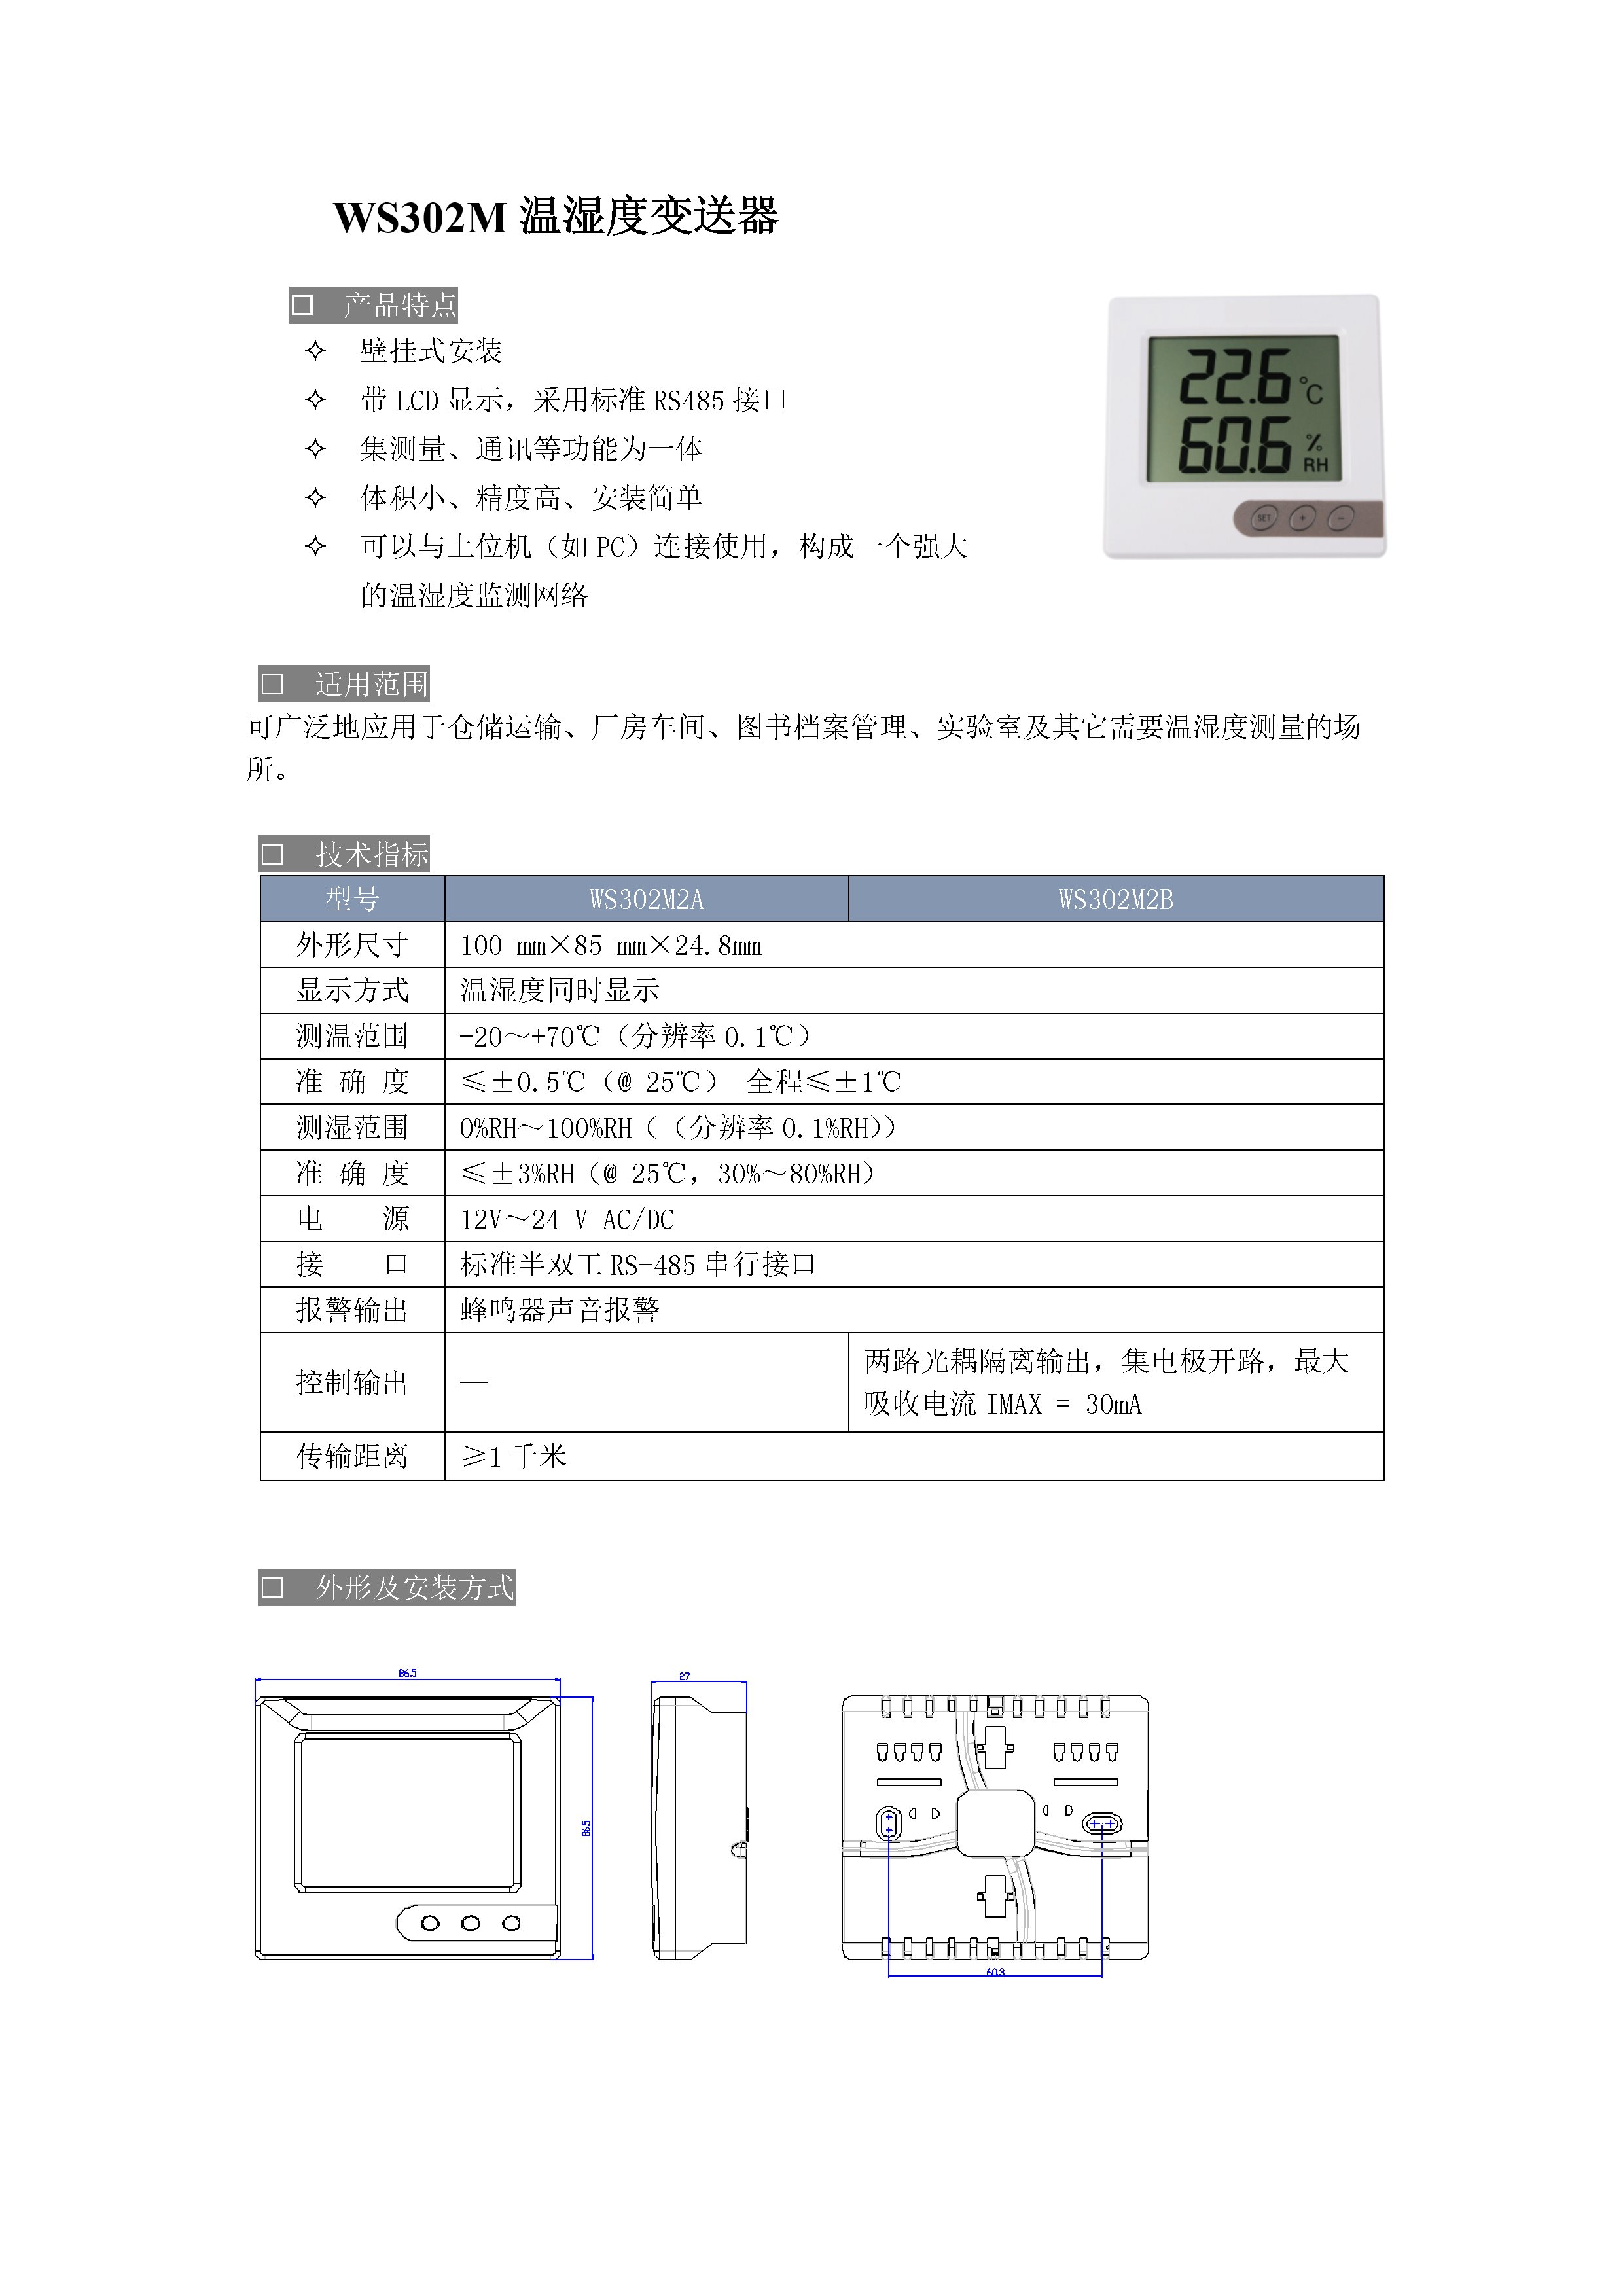 WS302M 温湿度变送器
□ 产品特点
✧ 壁挂式安装
✧ 带 LCD 显示，采用标准 RS485 接口
✧ 集测量、通讯等功能为一体
✧ 体积小、精度高、安装简单
✧ 可以与上位机（如 PC）连接使用，构成一个强大
的温湿度监测网络
22.6 ℃
60.6 % RH
SET + -
□ 适用范围
可广泛地应用于仓储运输、厂房车间、图书档案管理、实验室及其它需要温湿度测量的场
所。
□ 技术指标
型号 WS302M2A WS302M2B
外形尺寸 100 mm×85 mm×24.8mm
显示方式 温湿度同时显示
测温范围 -20～+70℃（分辨率 0.1℃）
准 确 度 ≤±0.5℃（@ 25℃） 全程≤±1℃
测湿范围 0%RH～100%RH（（分辨率 0.1%RH））
准 确 度 ≤±3%RH（@ 25℃，30%～80%RH）
电 源 12V～24 V AC/DC
接 口 标准半双工 RS-485 串行接口
报警输出 蜂鸣器声音报警
控制输出 — 两路光耦隔离输出，集电极开路，最大
吸收电流 IMAX = 30mA
传输距离 ≥1 千米
□ 外形及安装方式
86.5
27
86.5
60.3